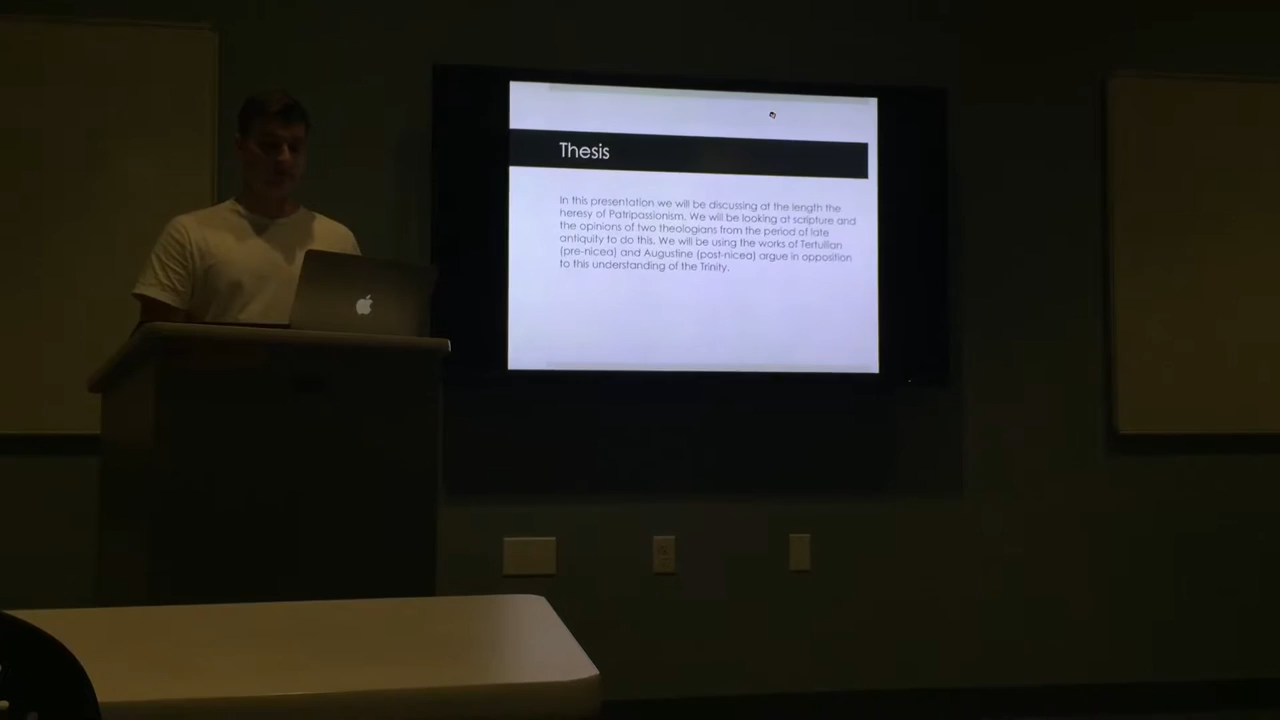 Thesis
In this presentation we will be discussing at the length the
heresy of Patripassionism. We will be looking at scripture and
the opinions of two theologians from the period of late
antiquity to do this. We will be using the works of Tertullian
(pre-nicea) and Augustine (post-nicea) argue in opposition
to this understanding of the Trinity.